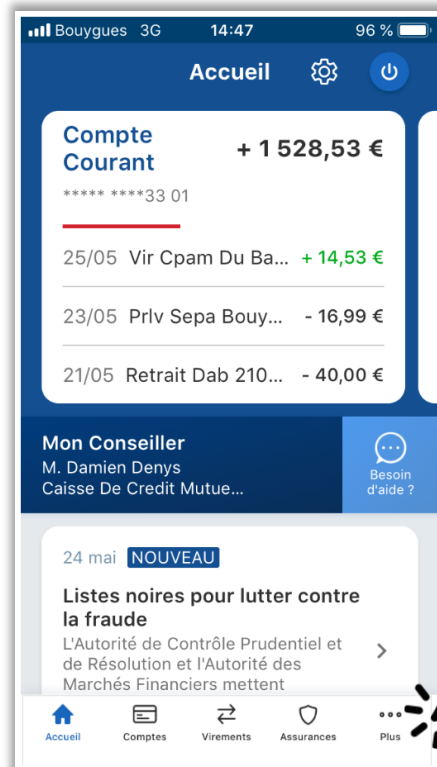 Bouygues 3G 14:47 96 %
Accueil
Compte
Courant
+ 1 528,53 €
***** ****33 01
25/05 Vir Cpam Du Ba... + 14,53 €
23/05 Prlv Sepa Bouy... - 16,99 €
21/05 Retrait Dab 210... - 40,00 €
Mon Conseiller
M. Damien Denys
Caisse De Credit Mutue...
Besoin
d'aide ?
24 mai NOUVEAU
Listes noires pour lutter contre
la fraude
L'Autorité de Contrôle Prudentiel et
de Résolution et l'Autorité des
Marchés Financiers mettent
Accueil Comptes Virements Assurances Plus